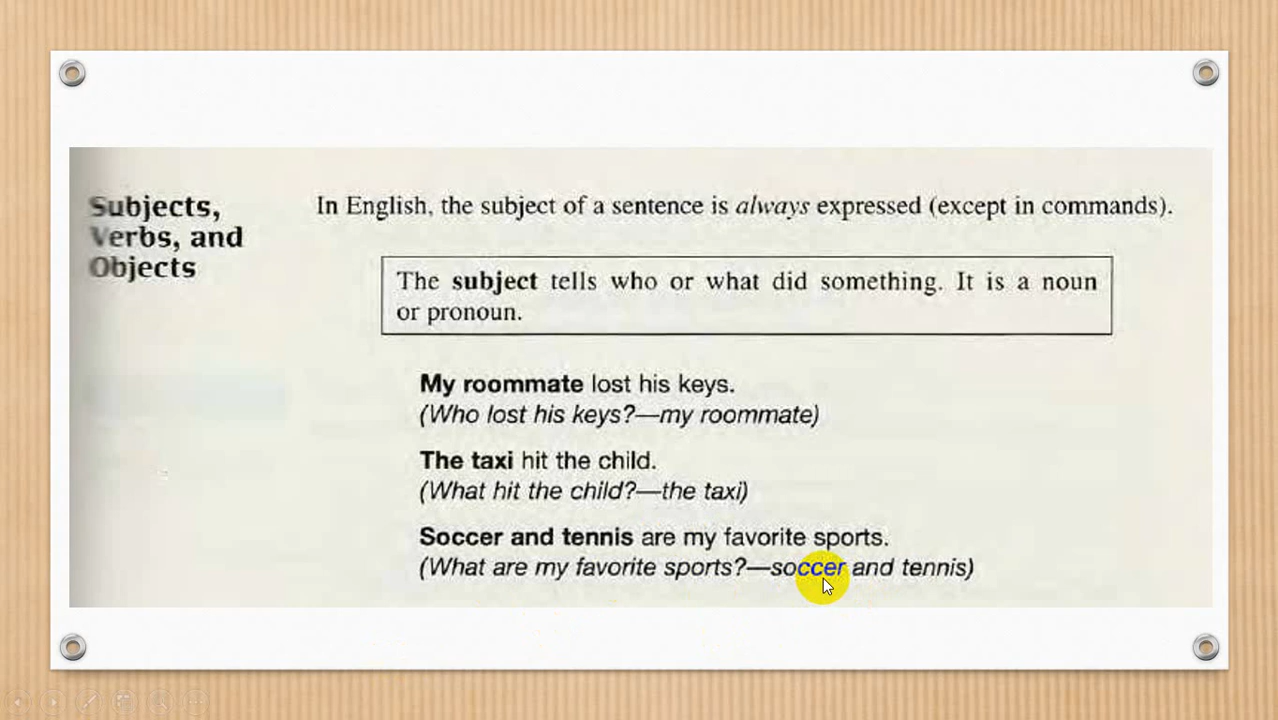 Subjects,
Verbs, and
Objects
In English, the subject of a sentence is always expressed (except in commands).
The subject tells who or what did something. It is a noun
or pronoun.
My roommate lost his keys.
(Who lost his keys?—my roommate)
The taxi hit the child.
(What hit the child?—the taxi)
Soccer and tennis are my favorite sports.
(What are my favorite sports?—soccer and tennis)